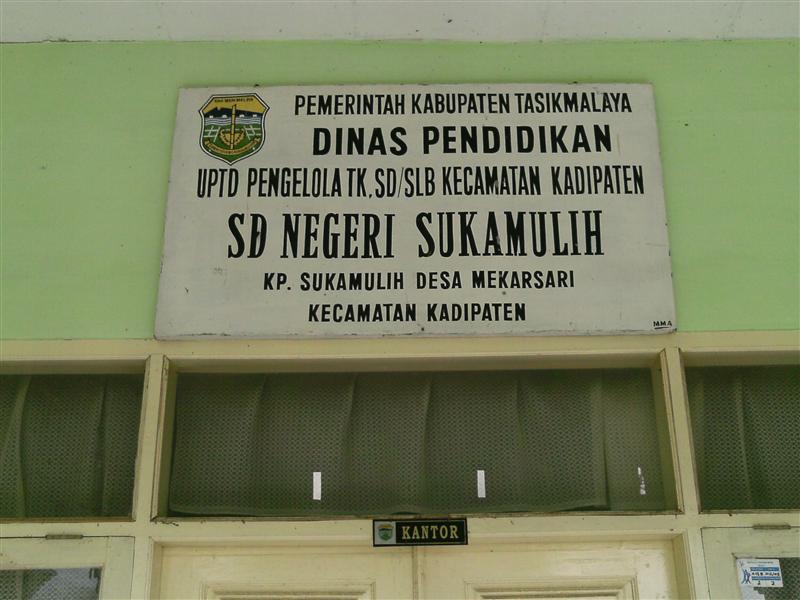 PEMERINTAH KABUPATEN TASIKMALAYA
DINAS PENDIDIKAN
UPTD PENGELOLA TK, SD/SLB KECAMATAN KADIPATEN
SD NEGERI SUKAMULIH
KP. SUKAMULIH DESA MEKARSARI
KECAMATAN KADIPATEN
MMA
KANTOR